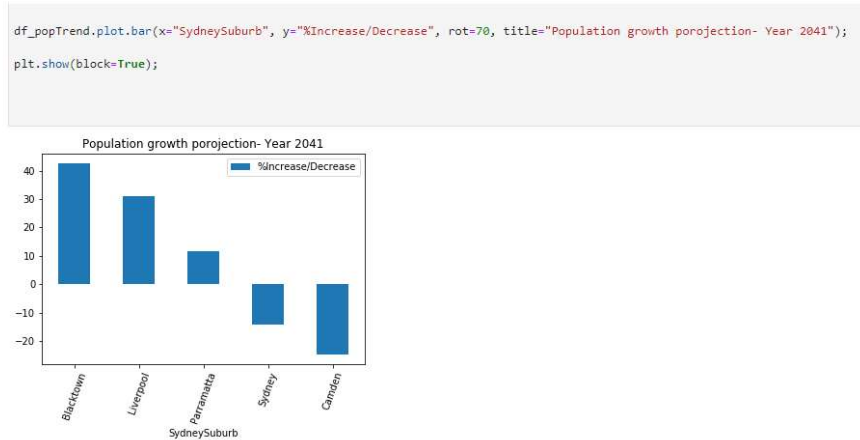 df_popTrend.plot.bar(x="SydneySuburb", y="%Increase/Decrease", rot=70, title="Population growth porojection- Year 2041");
plt.show(block=True);
Population growth porojection- Year 2041
%Increase/Decrease
40
30
20
10
0
−10
−20
Blacktown
Liverpool
Parramatta
Sydney
Camden
SydneySuburb